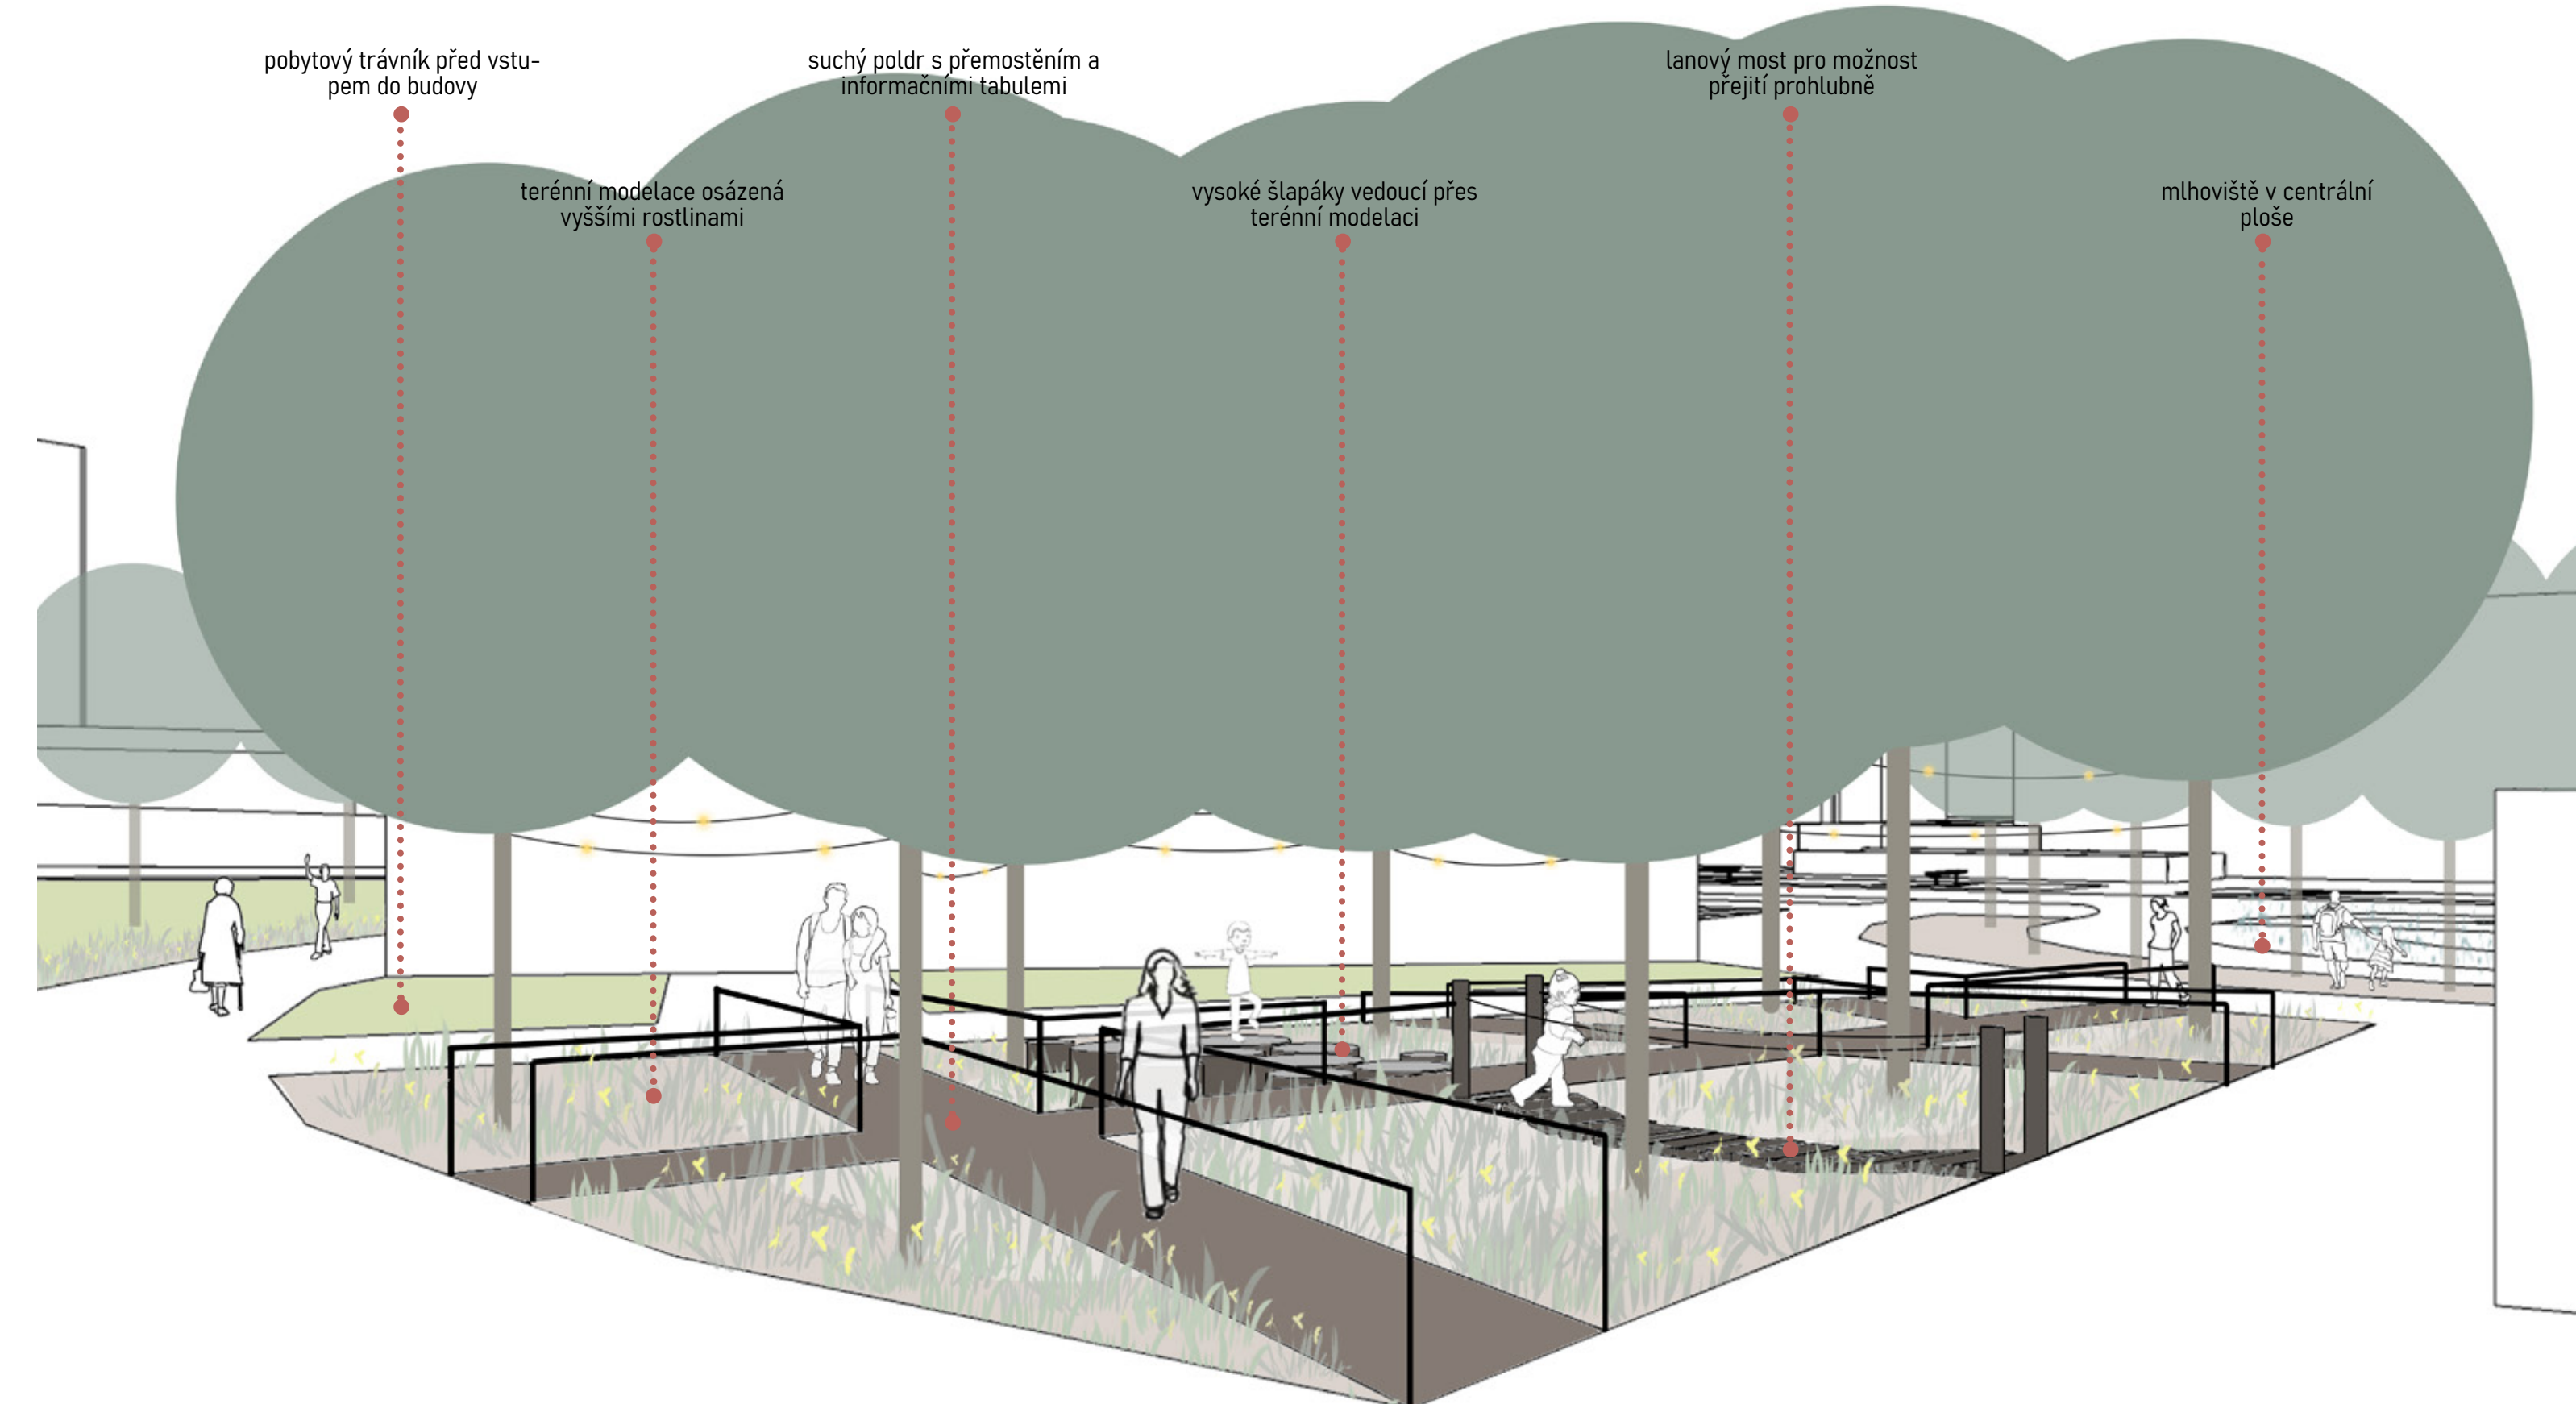 pobytový trávník před vstu-
pem do budovy
suchý poldr s přemostěním a
informačními tabulemi
lanový most pro možnost
přejití prohlubně
terénní modelace osázená
vyššími rostlinami
vysoké šlapáky vedoucí přes
terénní modelaci
mlhoviště v centrální
ploše